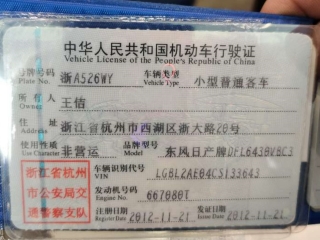 中华人民共和国机动车行驶证
Vehicle License of the People's Republic of China
号牌号码 浙A526WY 车辆类型 小型普通客车
Plate No. Vehicle Type
所有人 王佶
Owner
住址 浙江省杭州市西湖区浙大路20号
Address
使用性质 非营运 品牌型号 东风日产牌DFL6430VBC3
Use Character Model
浙江省杭州 车辆识别代号 LGBL2AE04CS133643
市公安局交 VIN
通警察支队 发动机号码 667080T
Engine No.
注册日期 2012-11-21 发证日期 2012-11-21
Register Date Issue Date